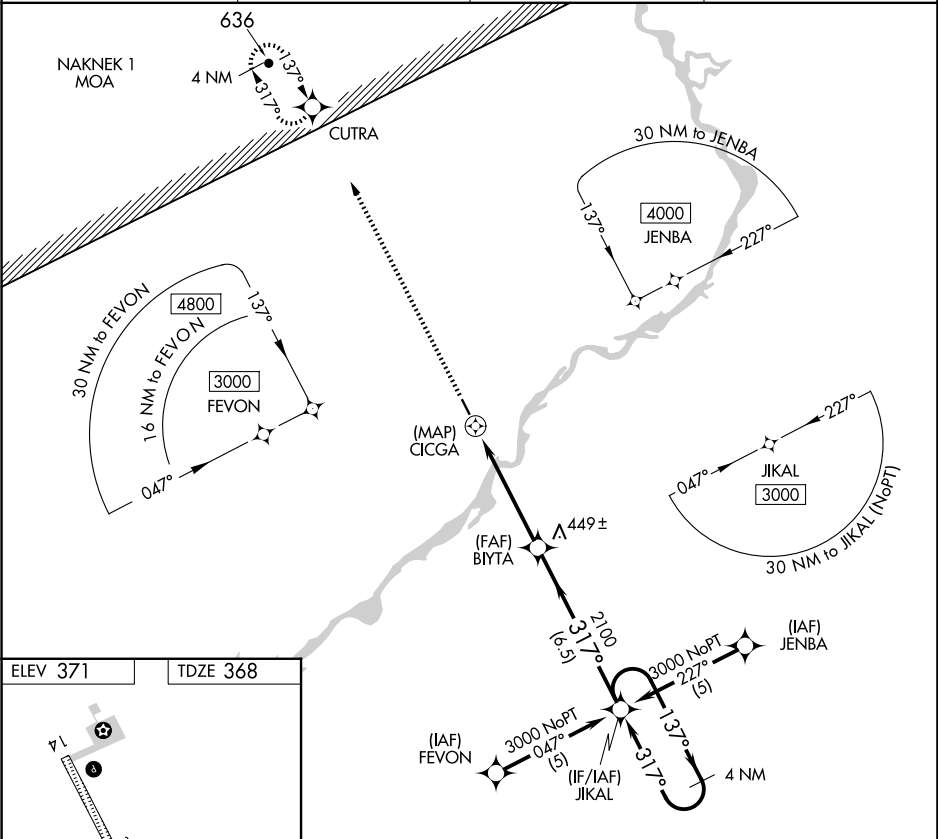 636
NAKNEK 1
MOA
4 NM
137°
317°
CUTRA
30 NM to JENBA
137°
4000
JENBA
227°
30 NM to FEVON
4800
137°
16 NM to FEVON
3000
FEVON
047°
(MAP)
CICGA
227°
047°
JIKAL
3000
30 NM to JIKAL (NoPT)
449±
(FAF)
BIYTA
2100
317°
(6.5)
(IAF)
JENBA
3000 NoPT
227°
(5)
ELEV 371
TDZE 368
14
P
(IAF)
FEVON
3000 NoPT
047°
(5)
(IF/IAF)
JIKAL
137°
317°
4 NM